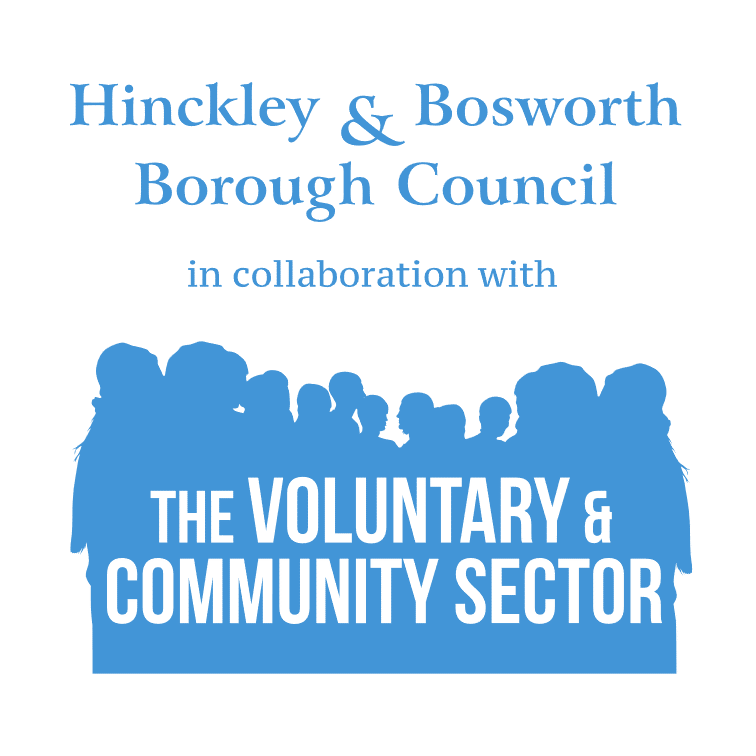 Hinckley & Bosworth
Borough Council
in collaboration with
THE VOLUNTARY &
COMMUNITY SECTOR